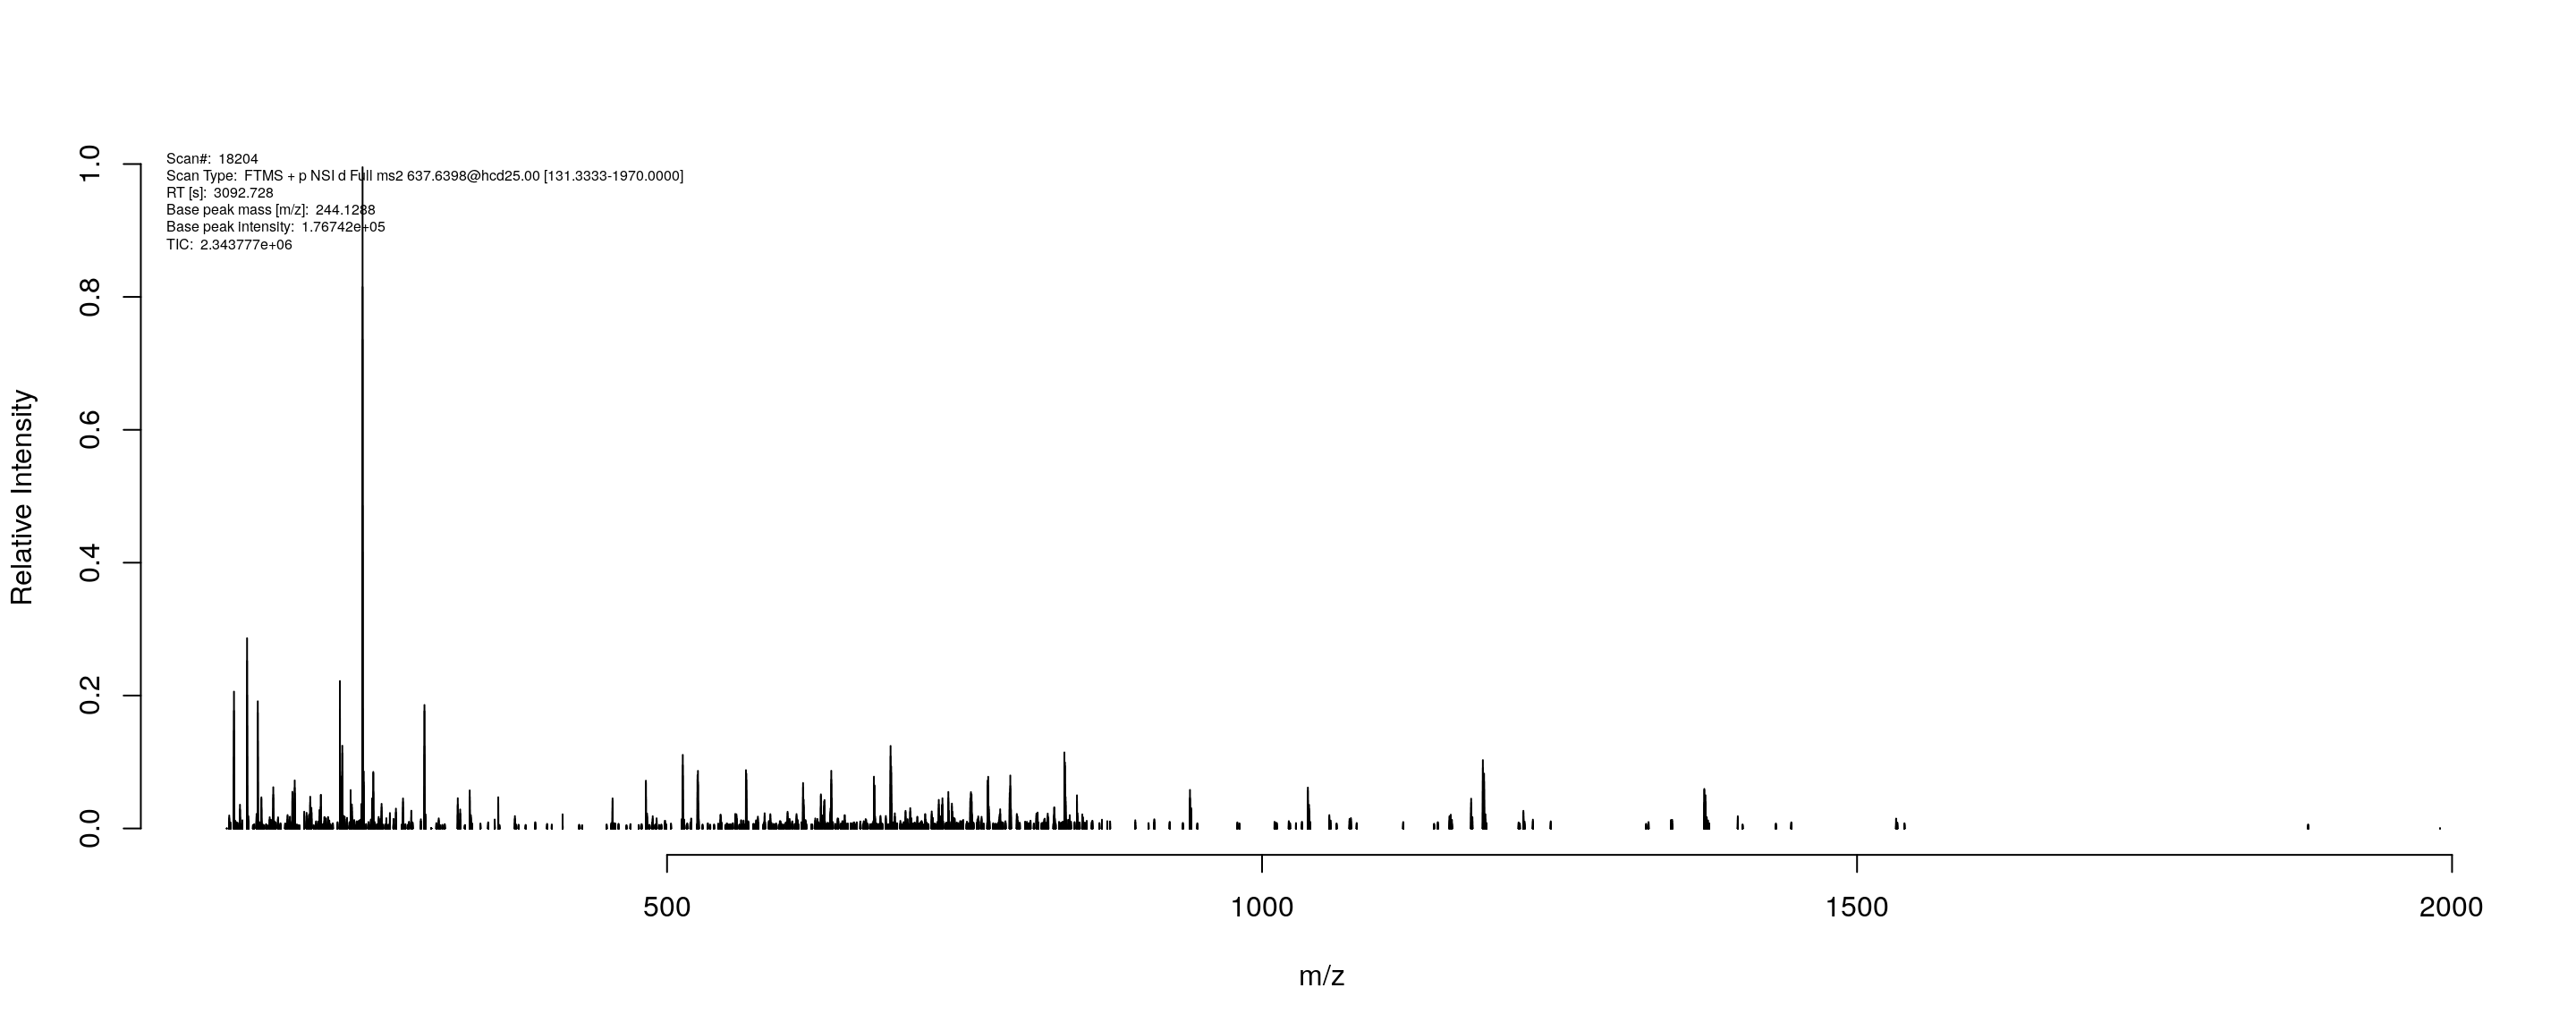 Scan#: 18204
Scan Type: FTMS + p NSI d Full ms2 637.6398@hcd25.00 [131.3333-1970.0000]
RT [s]: 3092.728
Base peak mass [m/z]: 244.1288
Base peak intensity: 1.76742e+05
TIC: 2.343777e+06
Relative Intensity
1.0
0.8
0.6
0.4
0.2
0.0
500 1000 1500 2000
m/z